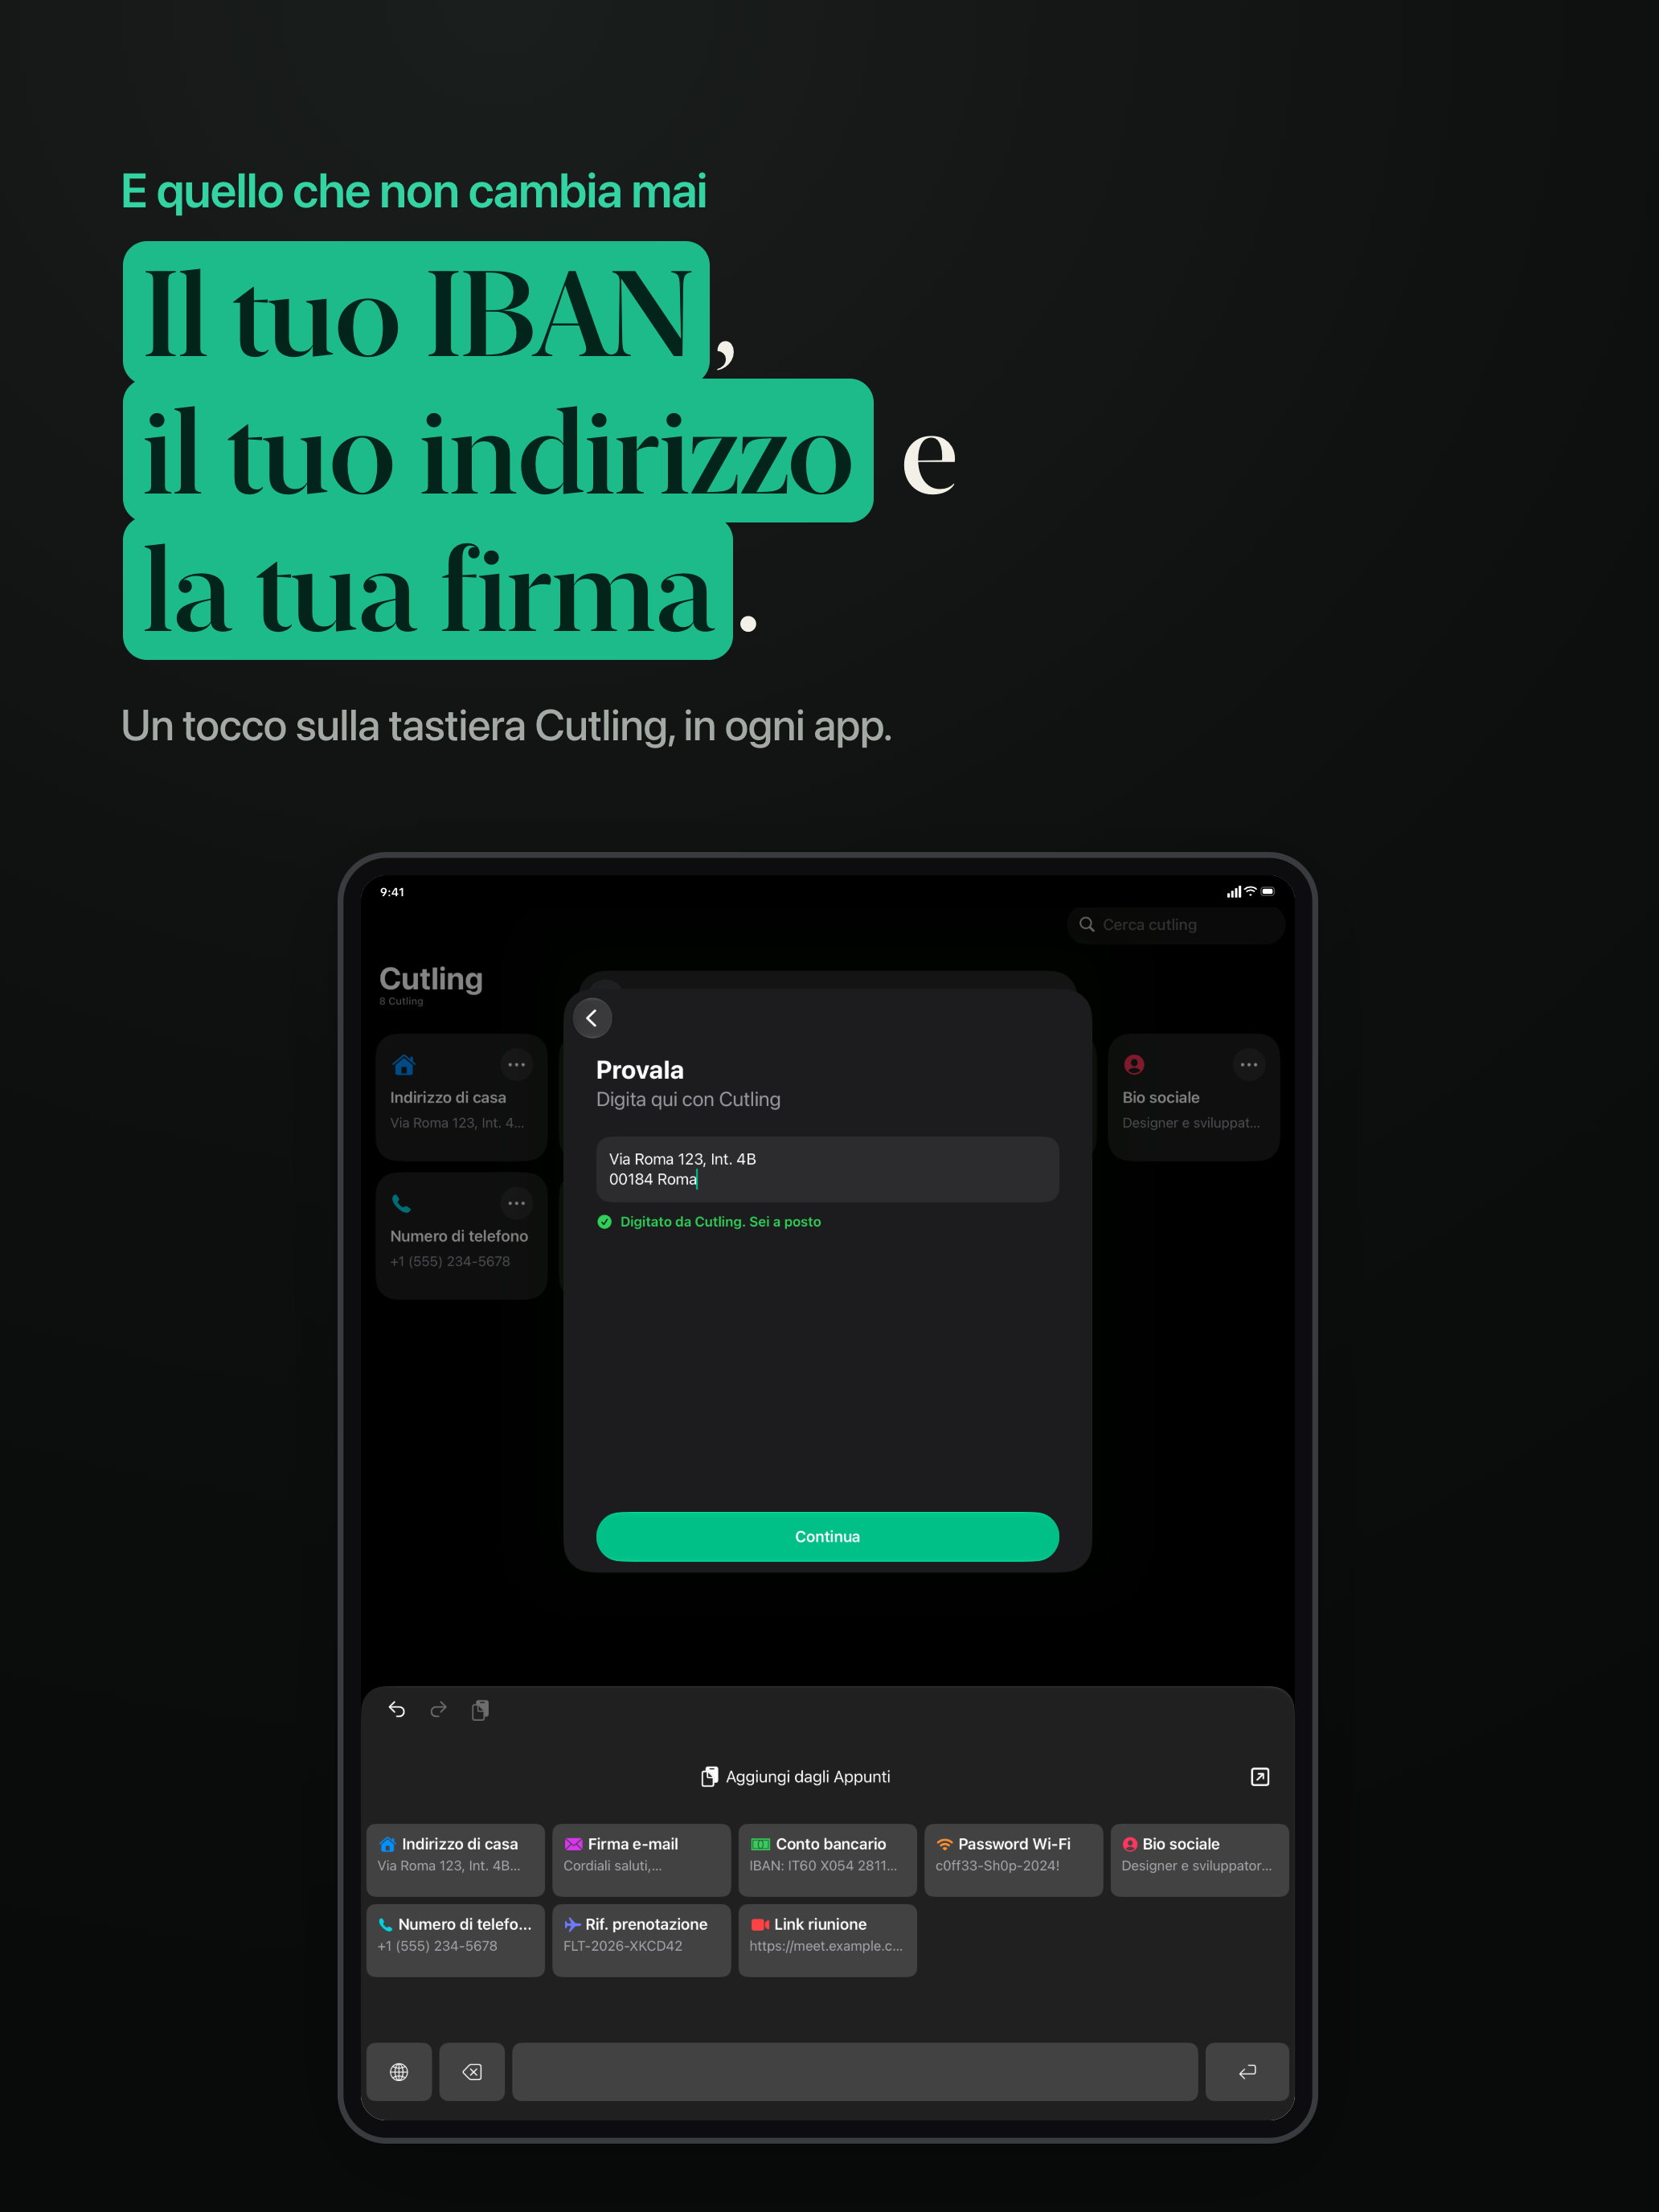 E quello che non cambia mai
Il tuo IBAN,
il tuo indirizzo e
la tua firma.
Un tocco sulla tastiera Cutling, in ogni app.
9:41
Cerca cutling
Cutling
8 Cutling
Indirizzo di casa
Via Roma 123, Int. 4...
Numero di telefono
+1 (555) 234-5678
Bio sociale
Designer e sviluppat...
Provala
Digita qui con Cutling
Via Roma 123, Int. 4B
00184 Roma
Digitato da Cutling. Sei a posto
Continua
Aggiungi dagli Appunti
Indirizzo di casa
Via Roma 123, Int. 4B...
Firma e-mail
Cordiali saluti,...
Conto bancario
IBAN: IT60 X054 2811...
Password Wi-Fi
c0ff33-Sh0p-2024!
Bio sociale
Designer e sviluppator...
Numero di telefo...
+1 (555) 234-5678
Rif. prenotazione
FLT-2026-XKCD42
Link riunione
https://meet.example.c...